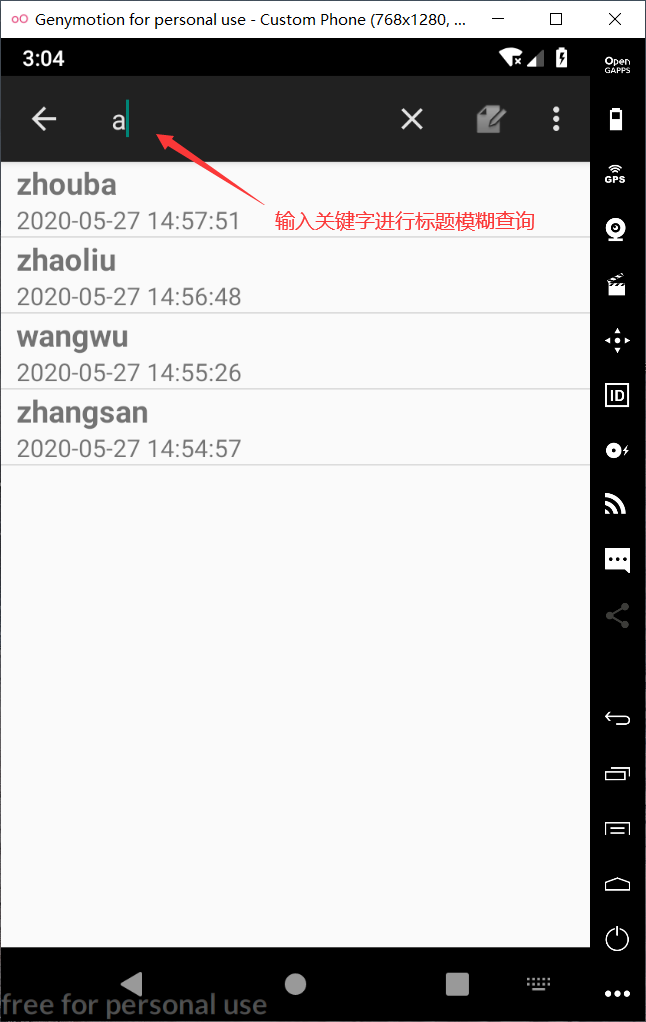 Genymotion for personal use - Custom Phone (768x1280, ...
3:04
Open
GAPPS
a
GPS
zhouba
2020-05-27 14:57:51
输入关键字进行标题模糊查询
zhaoliu
2020-05-27 14:56:48
wangwu
2020-05-27 14:55:26
ID
zhangsan
2020-05-27 14:54:57
free for personal use